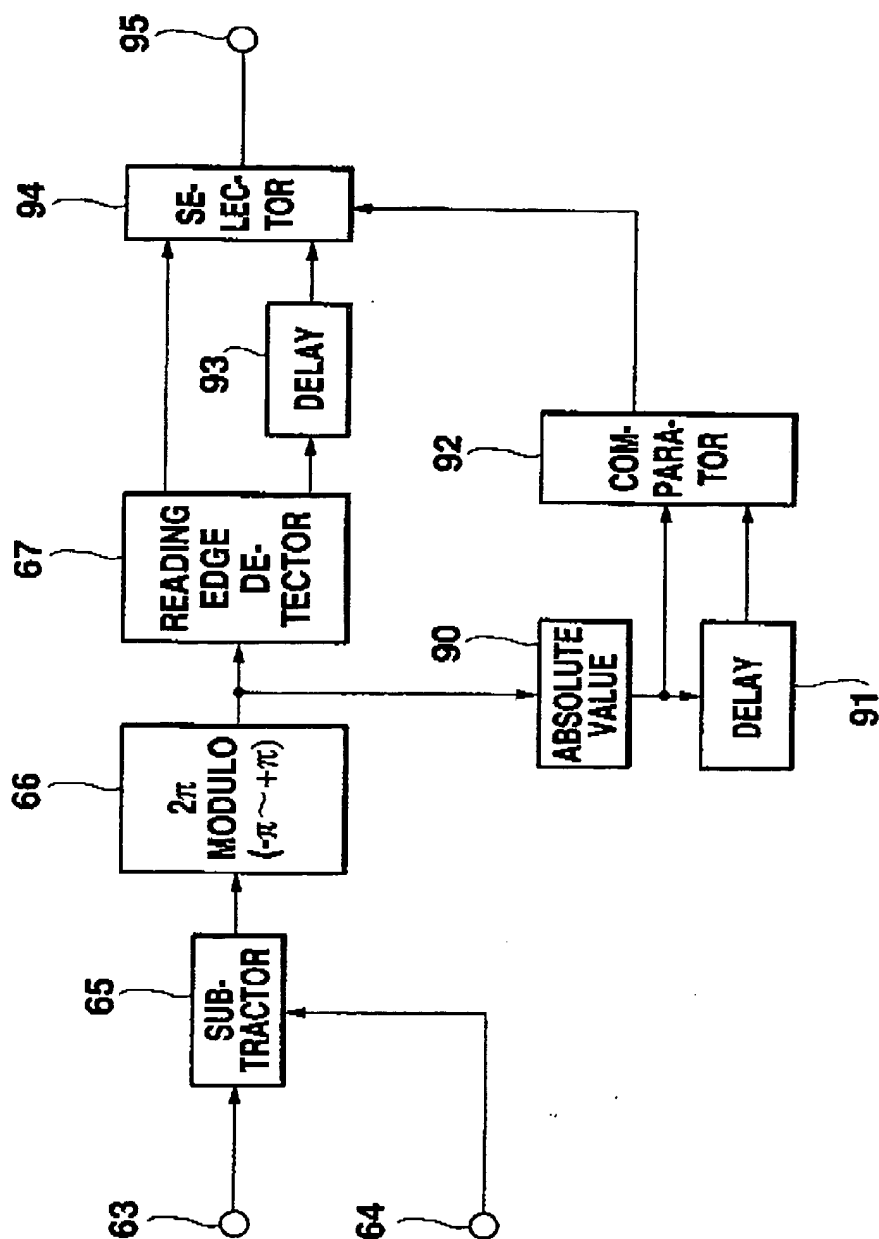 63
64
65
SUB-
TRACTOR
66
2π
MODULO
(-π～+π)
67
READING
EDGE
DE-
TECTOR
90
ABSOLUTE
VALUE
DELAY
91
92
COM-
PARA-
TOR
93
DELAY
94
SE-
LEC-
TOR
95